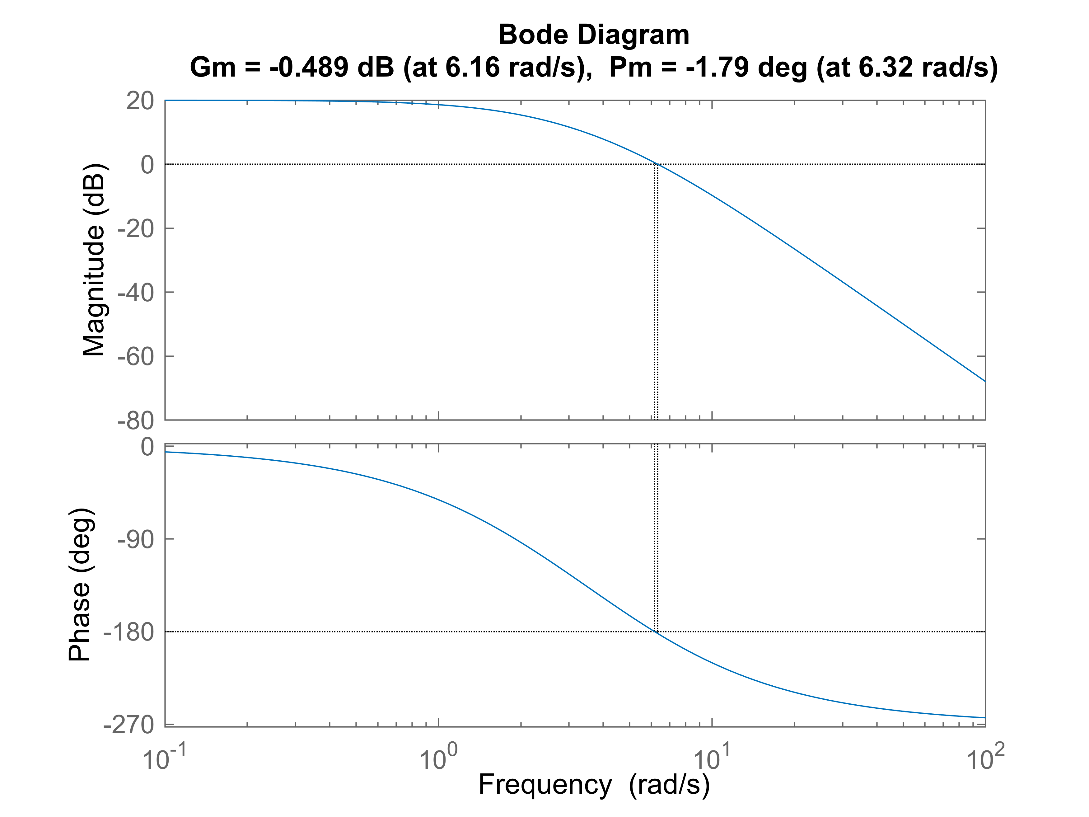 Bode Diagram
Gm = -0.489 dB (at 6.16 rad/s),  Pm = -1.79 deg (at 6.32 rad/s)
Magnitude (dB)
20
0
-20
-40
-60
-80
Phase (deg)
0
-90
-180
-270
10^-1 10^0 10^1 10^2
Frequency  (rad/s)